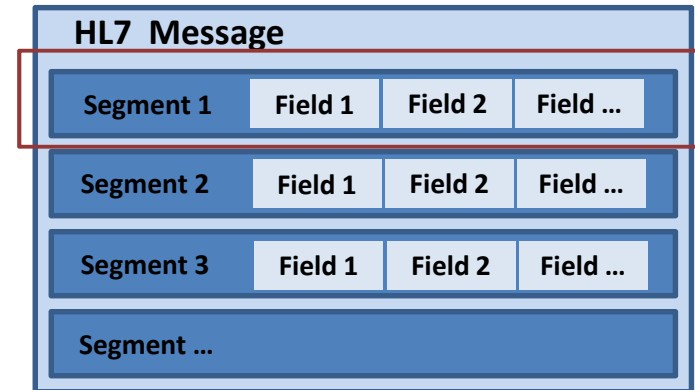 HL7 Message
Segment 1 Field 1 Field 2 Field ...
Segment 2 Field 1 Field 2 Field ...
Segment 3 Field 1 Field 2 Field ...
Segment ...